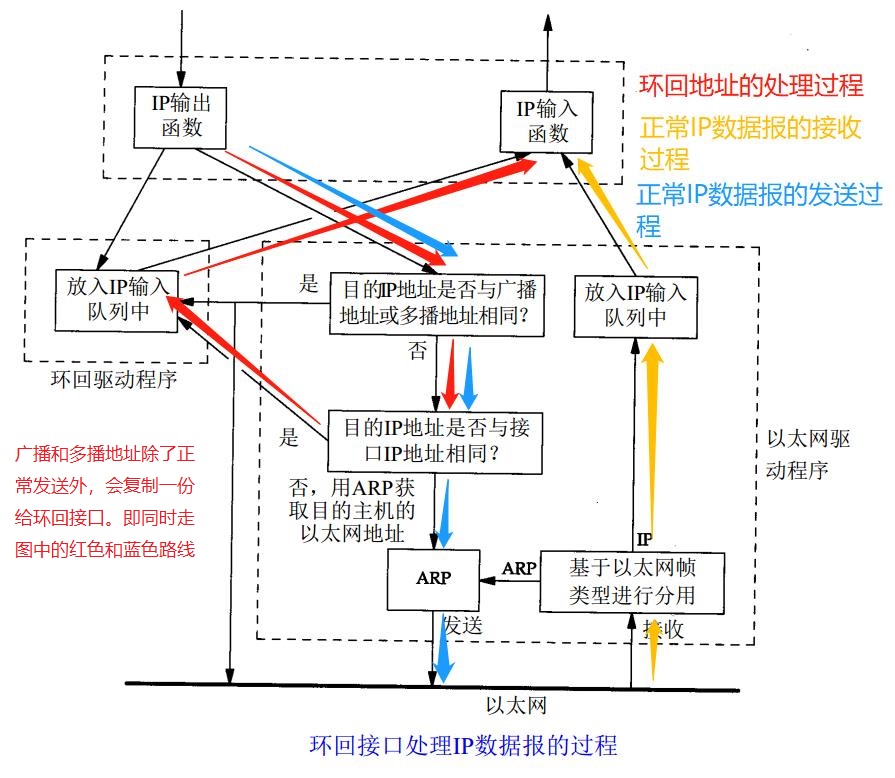 IP输出
函数
IP输入
函数
环回地址的处理过程
正常IP数据报的接收
过程
正常IP数据报的发送过
程
放入IP输入
队列中
环回驱动程序
是
目的IP地址是否与广播
地址或多播地址相同？
否
放入IP输入
队列中
目的IP地址是否与接
口IP地址相同？
是
以太网驱
动程序
广播和多播地址除了正
常发送外，会复制一份
给环回接口。即同时走
图中的红色和蓝色路线
否，用ARP获
取目的主机的
以太网地址
IP
ARP
ARP
基于以太网帧
类型进行分用
发送
接收
以太网
环回接口处理IP数据报的过程